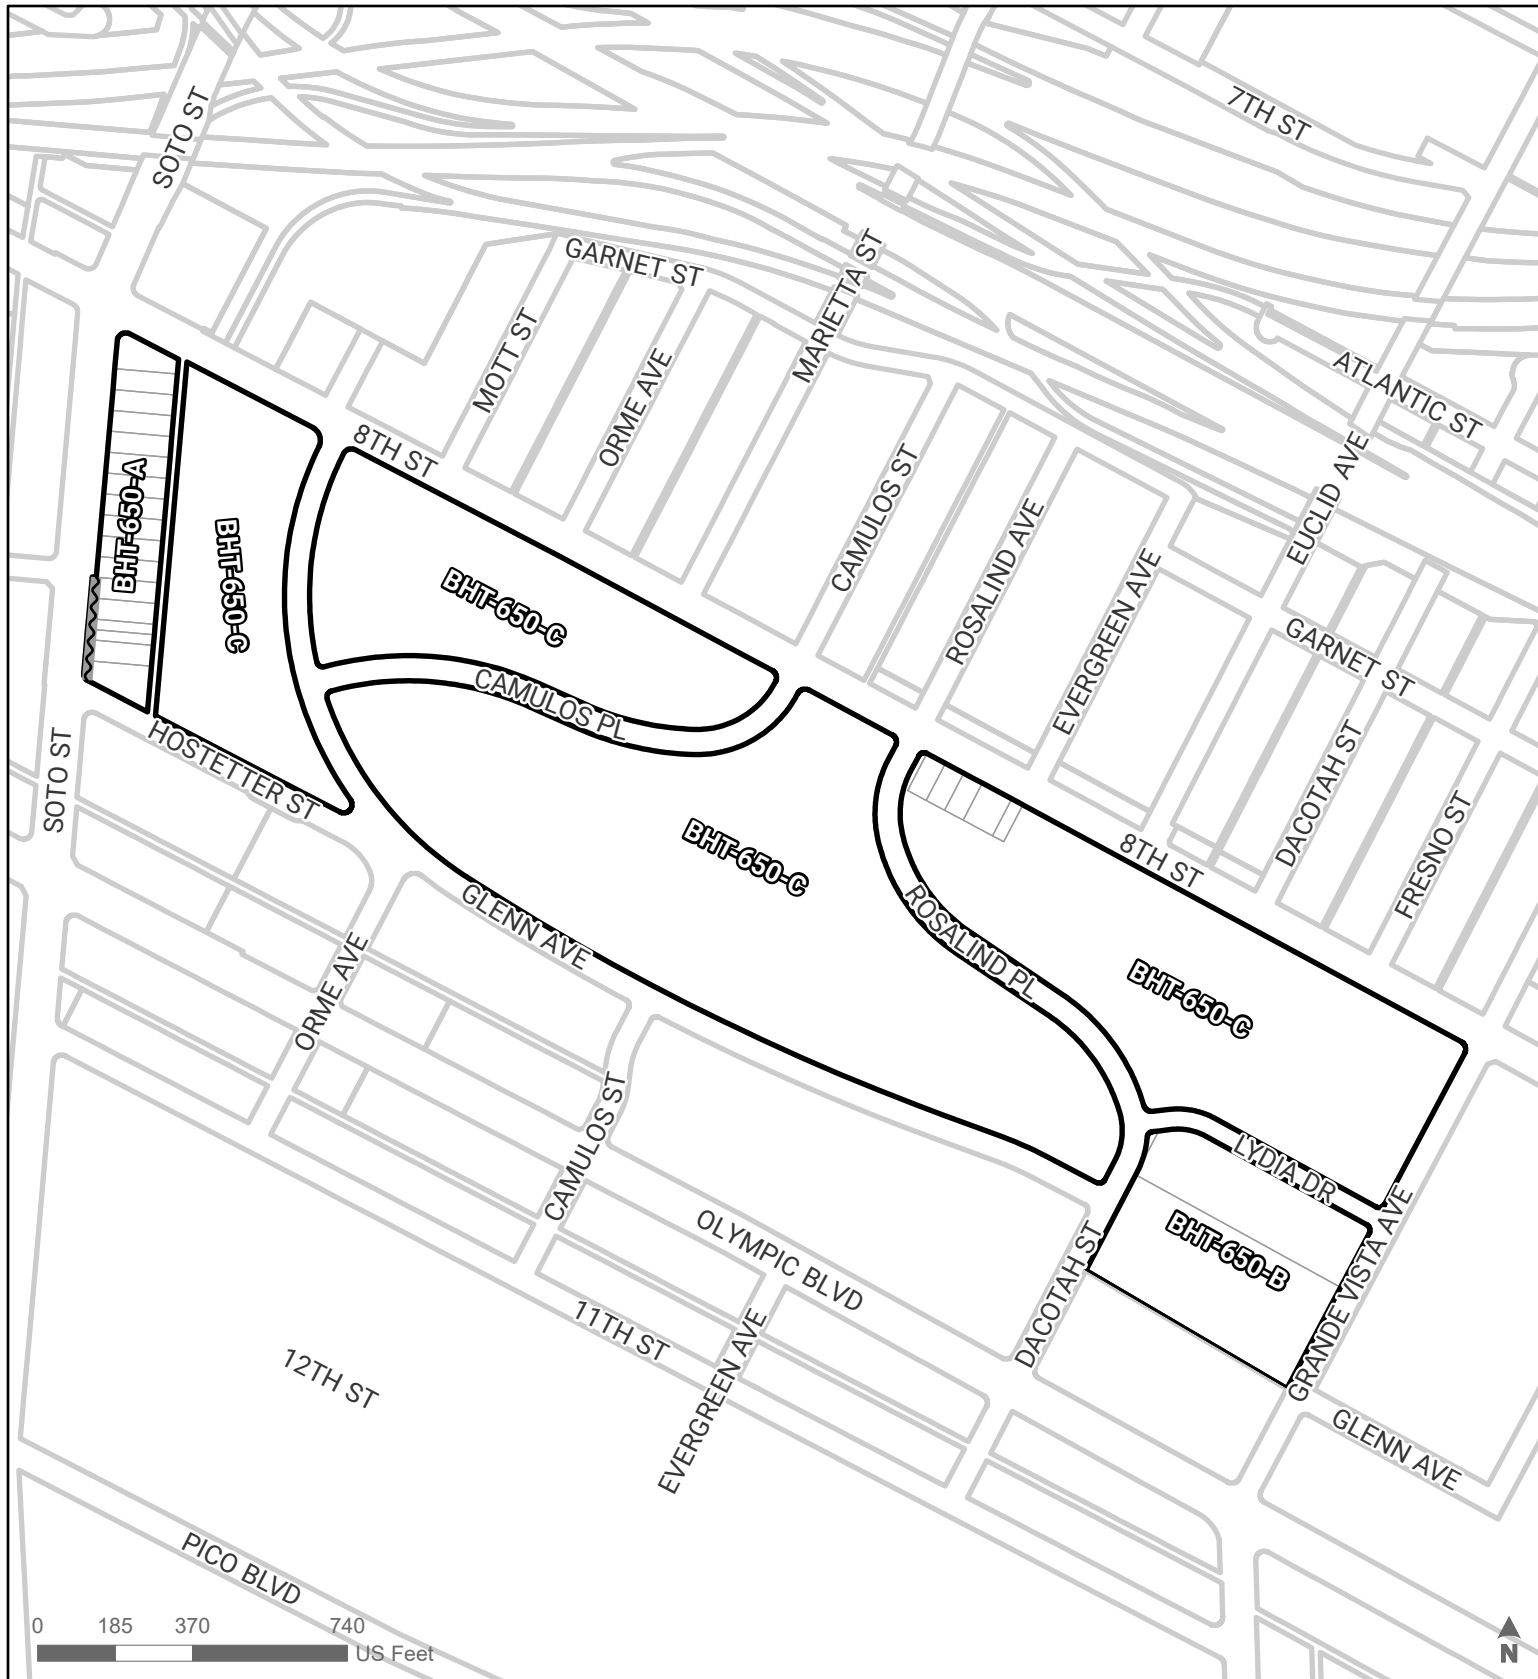 7TH ST
SOTO ST
GARNET ST
MARIETTA ST
MOTT ST
ORME AVE
ATLANTIC ST
8TH ST
EUCLID AVE
CAMULOS ST
BHT-650-A
BHT-650-C
ROSALIND AVE
EVERGREEN AVE
BHT-650-C
GARNET ST
CAMULOS PL
DACOTAH ST
HOSTETTER ST
SOTO ST
FRESNO ST
BHT-650-C
8TH ST
GLENN AVE
ROSALIND PL
BHT-650-C
ORME AVE
CAMULOS ST
LYDIA DR
OLYMPIC BLVD
BHT-650-B
DACOTAH ST
GRANDE VISTA AVE
11TH ST
12TH ST
EVERGREEN AVE
GLENN AVE
PICO BLVD
0 185 370 740
US Feet
N